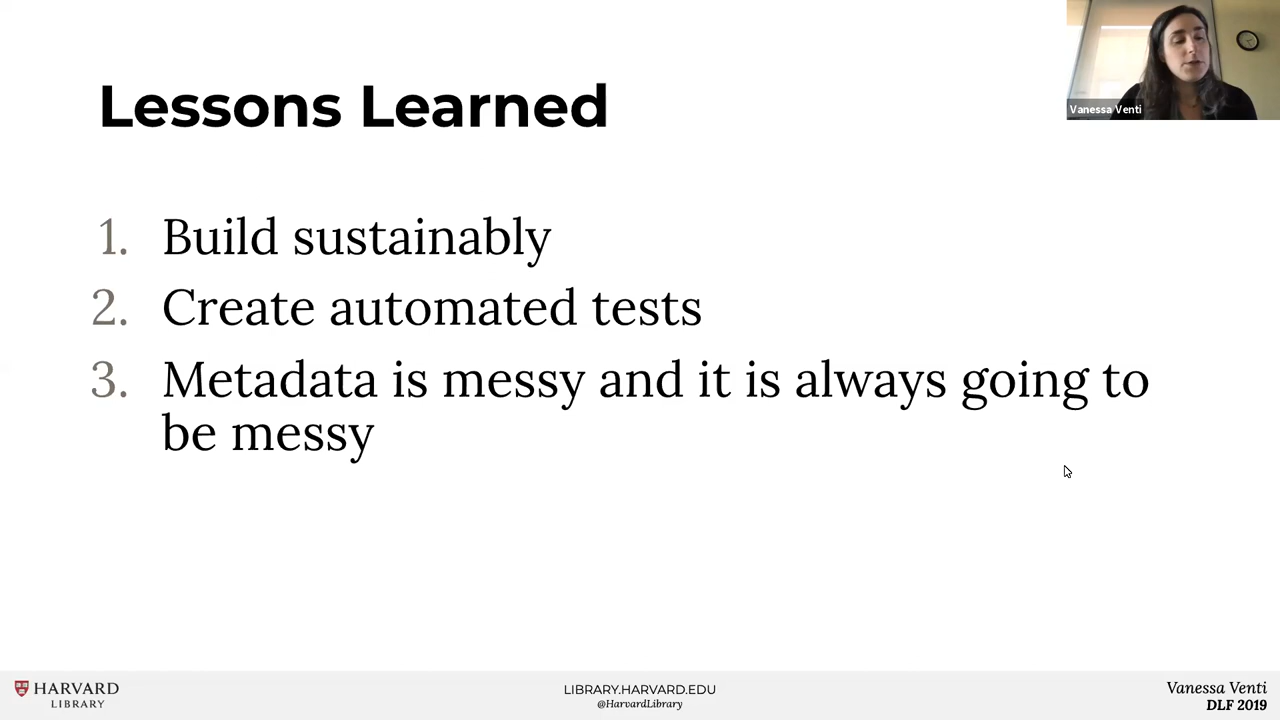 Lessons Learned
Vanessa Venti
1. Build sustainably
2. Create automated tests
3. Metadata is messy and it is always going to
be messy
HARVARD
LIBRARY
LIBRARY.HARVARD.EDU
@HarvardLibrary
Vanessa Venti
DLF 2019